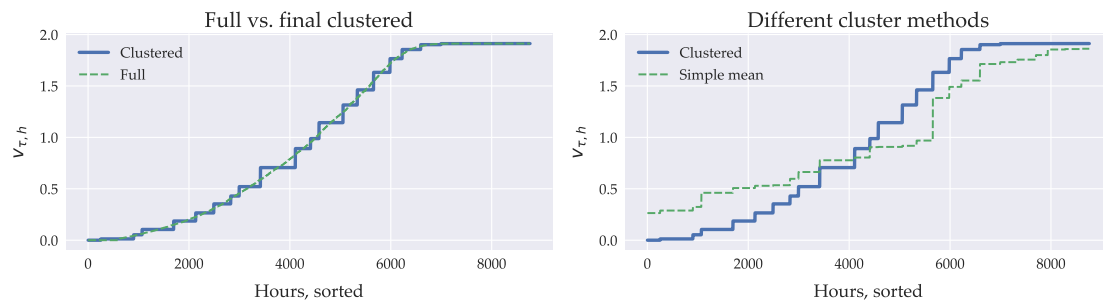 Full vs. final clustered
Clustered
Full
2.0
1.5
1.0
0.5
0.0
v_{τ, h}
0 2000 4000 6000 8000
Hours, sorted
Different cluster methods
Clustered
Simple mean
2.0
1.5
1.0
0.5
0.0
v_{τ, h}
0 2000 4000 6000 8000
Hours, sorted